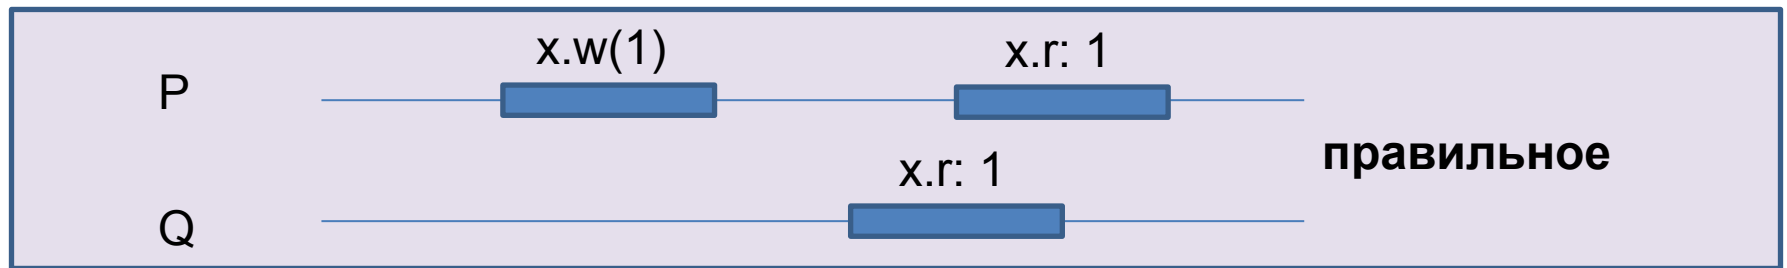 x.w(1)
x.r: 1
P
правильное
x.r: 1
Q